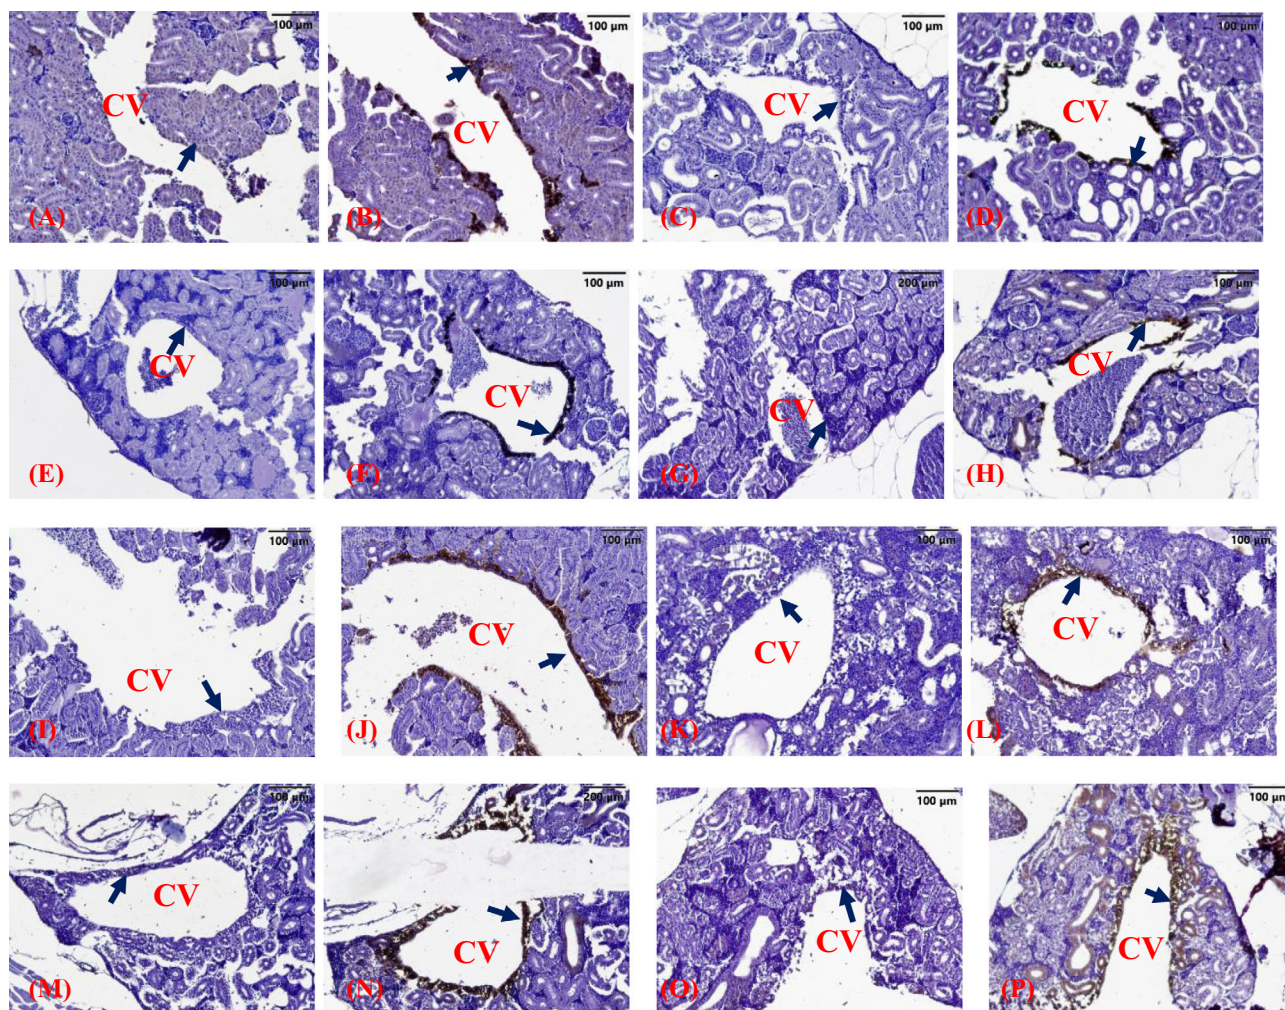 100 µm 100 µm 100 µm 100 µm
CV CV CV CV
(A) (B) (C) (D)
100 µm 100 µm 200 µm 100 µm
CV CV CV CV
(E) (F) (G) (H)
100 µm 100 µm 100 µm 100 µm
CV CV CV CV
(I) (J) (K) (L)
100 µm 200 µm 100 µm 100 µm
CV CV CV CV
(M) (N) (O) (P)